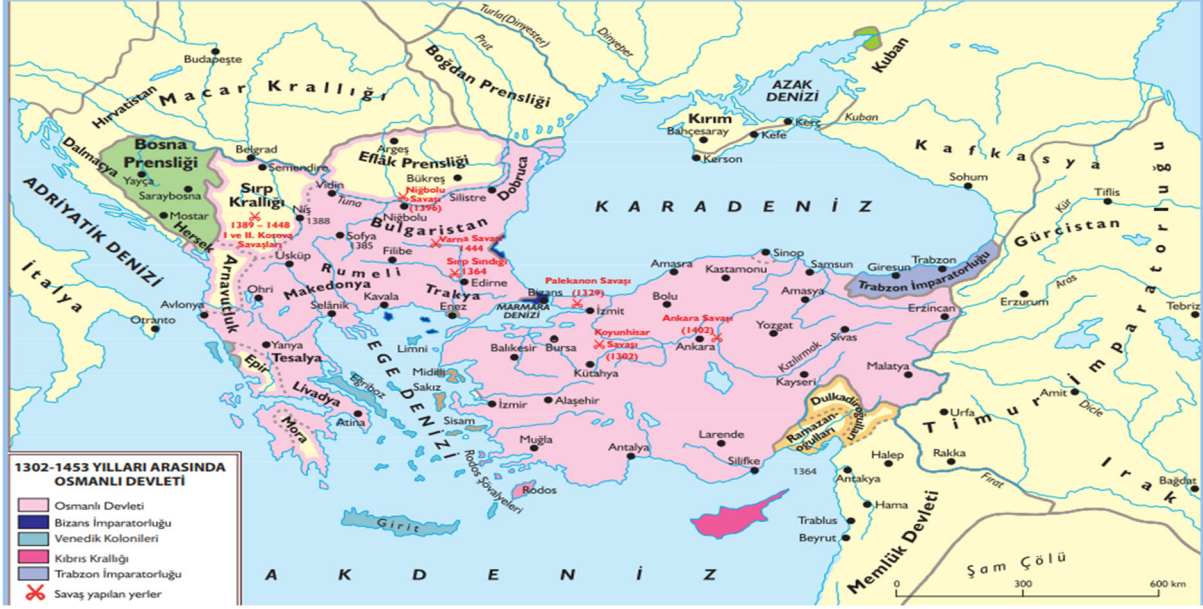 Turla(Dinyester)
Prut
Dinyeper
Budapeşte
Hırvatistan
Macar Krallığı
Boğdan Prensliği
Kuban
AZAK
DENİZİ
Kırım
Bahçesaray
Kerç
Kuban
Kefe
Kerson
Kafkasya
Sohum
Tiflis
Kür
Gürcistan
Dalmaçya
Bosna
Prensliği
Yayça
Saraybosna
Mostar
Hersek
Belgrad
Semendire
Argeş
Eflâk Prensliği
Bükreş
Dobruca
Sırp
Krallığı
1389 – 1448
I ve II. Kosova
Savaşları
Vidin
Tuna
Niğbolu
Savaşı
(1396)
Silistre
Niğbolu
Niş
1388
Bulgaristan
Sofya
1385
Varna Savaşı
1444
Filibe
Sırp Sındığı
1364
Edirne
Üsküp
Rumeli
Makedonya
Trakya
Ohri
Kavala
Enez
Selânik
Arnavutluk
Avlonya
Otranto
ADRİYATİK DENİZİ
İtalya
KARADENİZ
Sinop
Amasra
Kastamonu
Samsun
Giresun
Trabzon
Trabzon İmparatorluğu
Palekanon Savaşı
(1329)
Bizans
MARMARA
DENİZİ
İzmit
Bolu
Amasya
Erzurum
Aras
Tebriz
Erzincan
Koyunhisar
Savaşı
(1302)
Ankara Savaşı
(1402)
Ankara
Yozgat
Sivas
Kızılırmak
Kayseri
Malatya
Limni
Balıkesir
Bursa
Kütahya
Yanya
Tesalya
Epir
Livadya
Eğriboz
EGE DENİZİ
Midilli
Sakız
İzmir
Alaşehir
Atina
Mora
Sisam
Muğla
Antalya
Larende
Silifke
Rodos Şövalyeleri
Rodos
Girit
Dulkadiroğulları
Ramazan-
oğulları
1364
Amit
Dicle
Urfa
Timur İmparatorluğu
Rakka
Halep
Fırat
Irak
Bağdat
Antakya
Hama
Trablus
Beyrut
Memlük Devleti
Şam Çölü
AKDENİZ
0 300 600 km
1302-1453 YILLARI ARASINDA
OSMANLI DEVLETİ
Osmanlı Devleti
Bizans İmparatorluğu
Venedik Kolonileri
Kıbrıs Krallığı
Trabzon İmparatorluğu
Savaş yapılan yerler